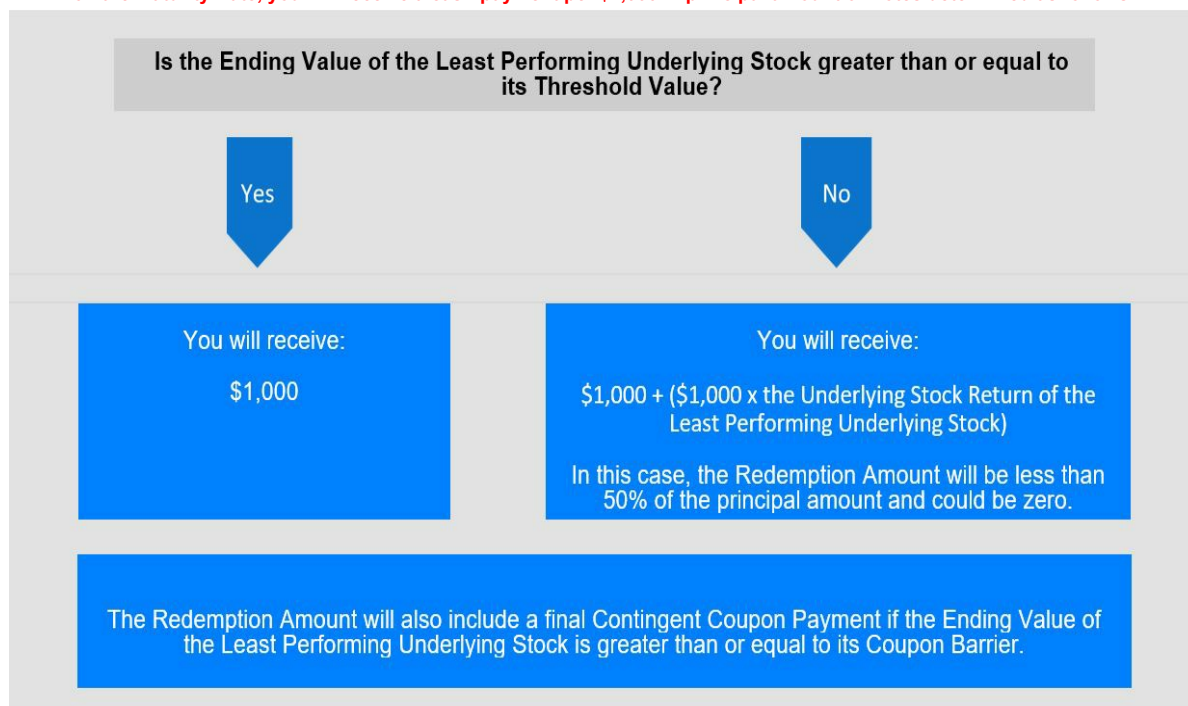 Is the Ending Value of the Least Performing Underlying Stock greater than or equal to
its Threshold Value?
Yes
No
You will receive:
$1,000
You will receive:
$1,000 + ($1,000 x the Underlying Stock Return of the
Least Performing Underlying Stock)
In this case, the Redemption Amount will be less than
50% of the principal amount and could be zero.
The Redemption Amount will also include a final Contingent Coupon Payment if the Ending Value of
the Least Performing Underlying Stock is greater than or equal to its Coupon Barrier.